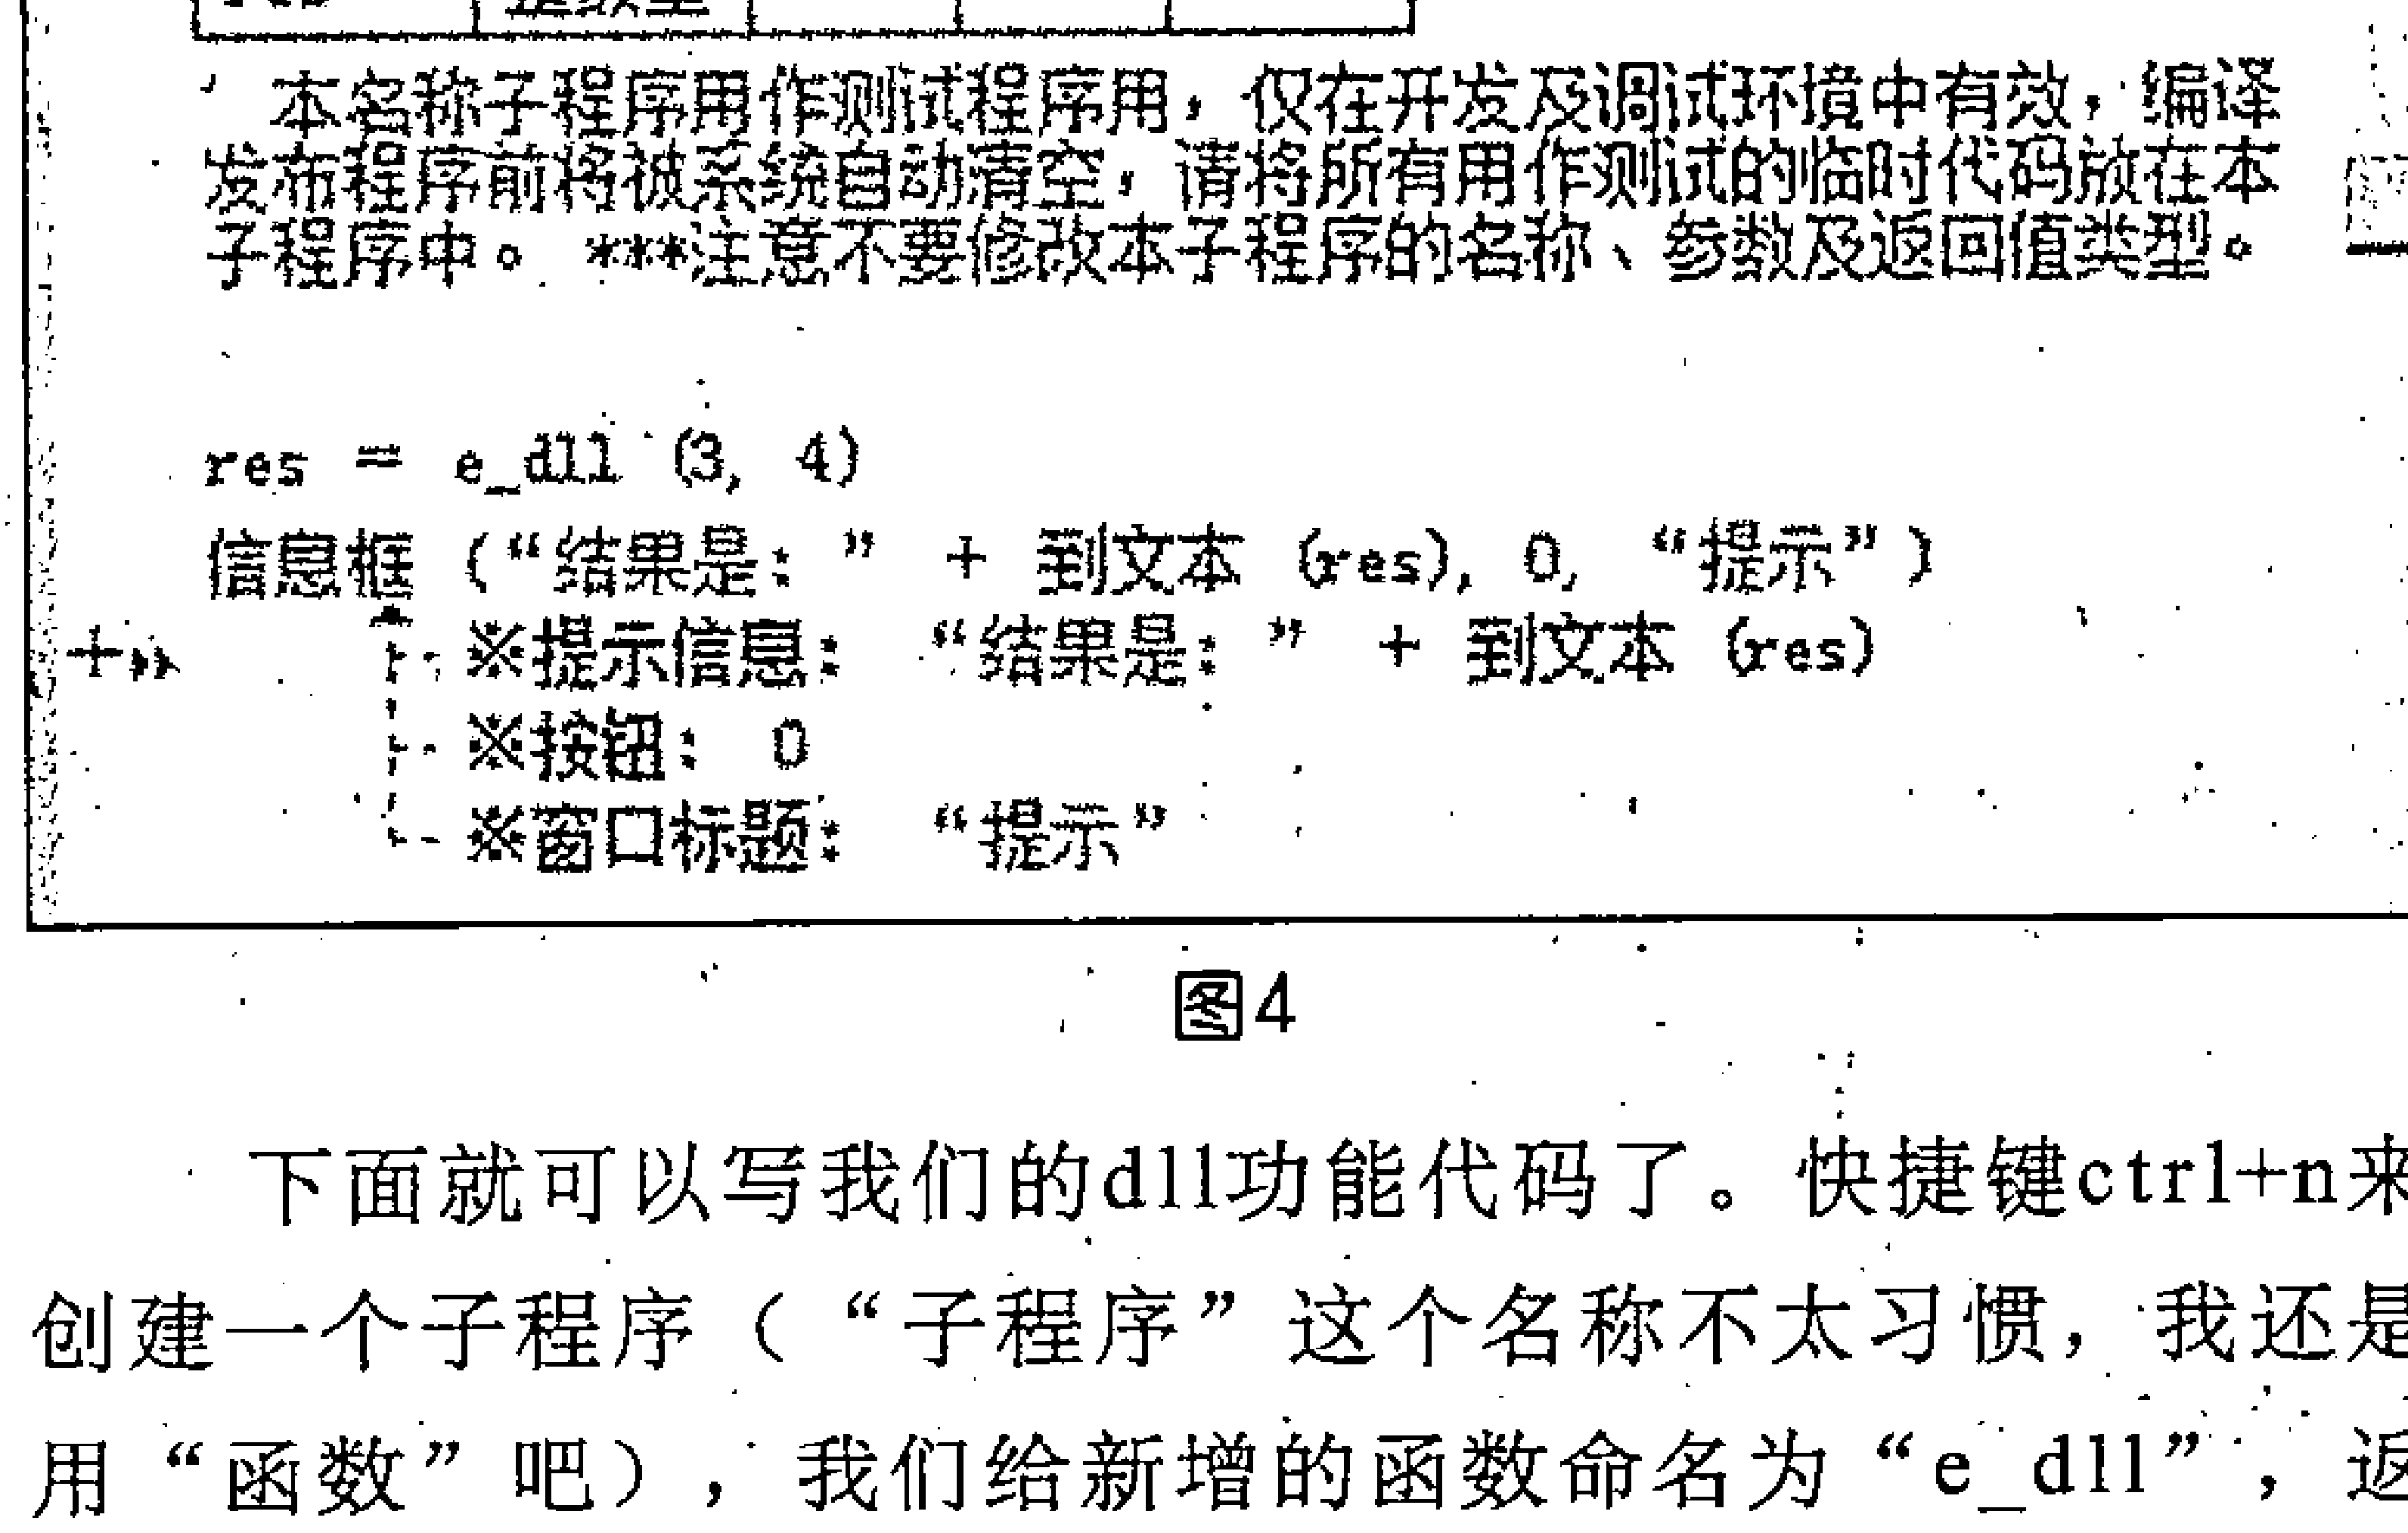 ' 本名称子程序用作测试程序用，仅在开发及调试环境中有效，编译
发布程序前将被系统自动清空，请将所有用作测试的临时代码放在本
子程序中。 ***注意不要修改本子程序的名称、参数及返回值类型。
res = e_dll (3, 4)
信息框 (“结果是：” + 到文本 (res), 0, “提示”)
※提示信息： “结果是：” + 到文本 (res)
※按钮： 0
※窗口标题： “提示”
图4
下面就可以写我们的dll功能代码了。快捷键ctrl+n来
创建一个子程序（“子程序”这个名称不太习惯，我还是
用“函数”吧），我们给新增的函数命名为“e_dll”，返